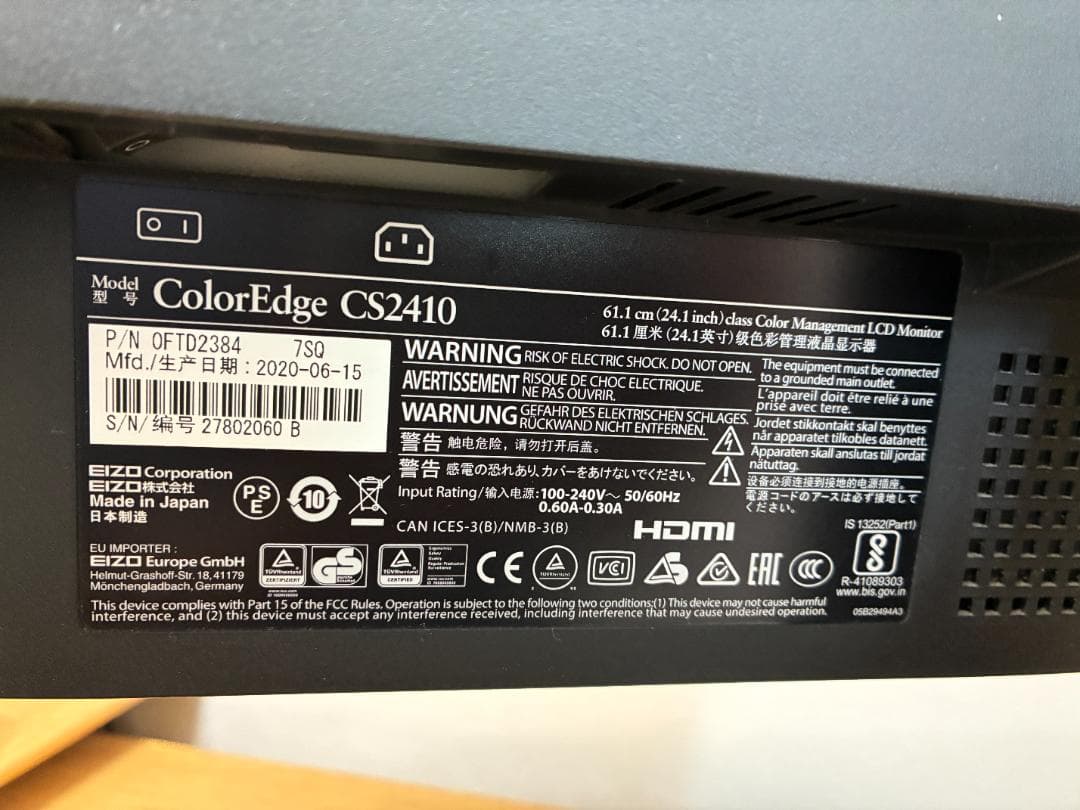 Model
型 号
ColorEdge CS2410
61.1 cm (24.1 inch) class Color Management LCD Monitor
61.1 厘米 (24.1英寸) 级色彩管理液晶显示器
P/N 0FTD2384 7SQ
Mfd./生产日期 : 2020-06-15
S/N/编号 27802060 B
WARNING RISK OF ELECTRIC SHOCK. DO NOT OPEN.
AVERTISSEMENT RISQUE DE CHOC ELECTRIQUE.
NE PAS OUVRIR.
WARNUNG GEFAHR DES ELEKTRISCHEN SCHLAGES.
RÜCKWAND NICHT ENTFERNEN.
警告 触电危险，请勿打开后盖。
警告 感電の恐れあり、カバーをあけないでください。
The equipment must be connected
to a grounded main outlet.
L'appareil doit être relié à une
prise avec terre.
Jordet stikkontakt skal benyttes
når apparatet tilkobles datanett.
Apparaten skall anslutas till jordat
nätuttag.
设备必须连接到接地的电源插座。
電源コードのアースは必ず接地して
ください。
EIZO Corporation
EIZO株式会社
Made in Japan
日本制造
PSE
10
Input Rating/输入电源: 100-240V～ 50/60Hz
0.60A-0.30A
CAN ICES-3(B)/NMB-3(B)
HDMI
IS 13252(Part1)
R-41089303
www.bis.gov.in
EU IMPORTER :
EIZO Europe GmbH
Helmut-Grashoff-Str. 18, 41179
Mönchengladbach, Germany
TÜVRheinland
ZERTIFIZIERT
GS
TÜVRheinland
CERTIFIED
CE
VCI
EAC
CCC
This device complies with Part 15 of the FCC Rules. Operation is subject to the following two conditions:(1) This device may not cause harmful
interference, and (2) this device must accept any interference received, including interference that may cause undesired operation.
05B29494A3